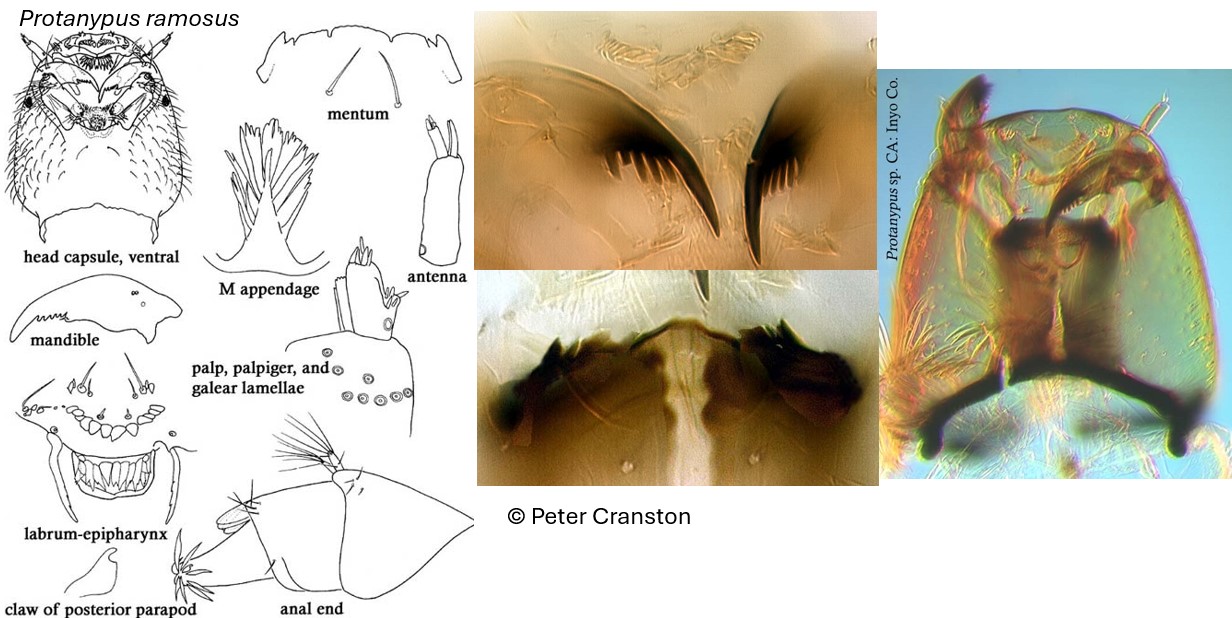 Protanypus ramosus
mentum
head capsule, ventral
antenna
M appendage
mandible
palp, palpiger, and
galear lamellae
labrum-epipharynx
claw of posterior parapod
anal end
© Peter Cranston
Protanypus sp. CA: Inyo Co.